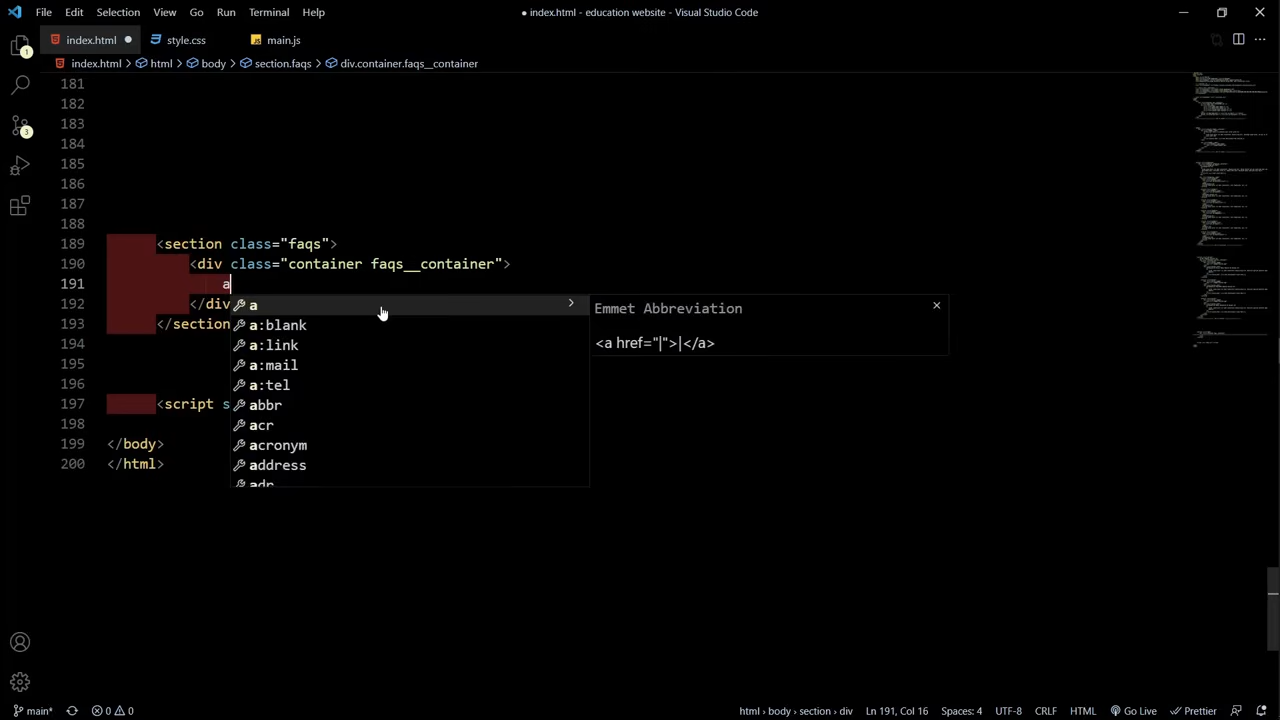 File Edit Selection View Go Run Terminal Help
● index.html - education website - Visual Studio Code
index.html ● style.css main.js
index.html > html > body > section.faqs > div.container.faqs__container
181
182
183
184
185
186
187
188
189 <section class="faqs">
190 <div class="container faqs__container">
191 a
192 </div
193 </section
194
195
196
197 <script s
198
199 </body>
200 </html>
a
a:blank
a:link
a:mail
a:tel
abbr
acr
acronym
address
adr
Emmet Abbreviation
<a href="|">|</a>
1
3
main* 0 0 html > body > section > div Ln 191, Col 16 Spaces: 4 UTF-8 CRLF HTML Go Live Prettier